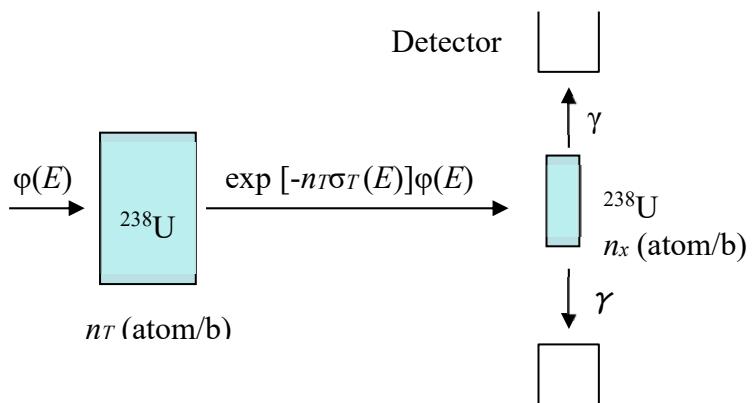 Detector
γ
φ(E)
exp [-nTσT(E)]φ(E)
238U
238U
nx (atom/b)
nT (atom/b)
γ